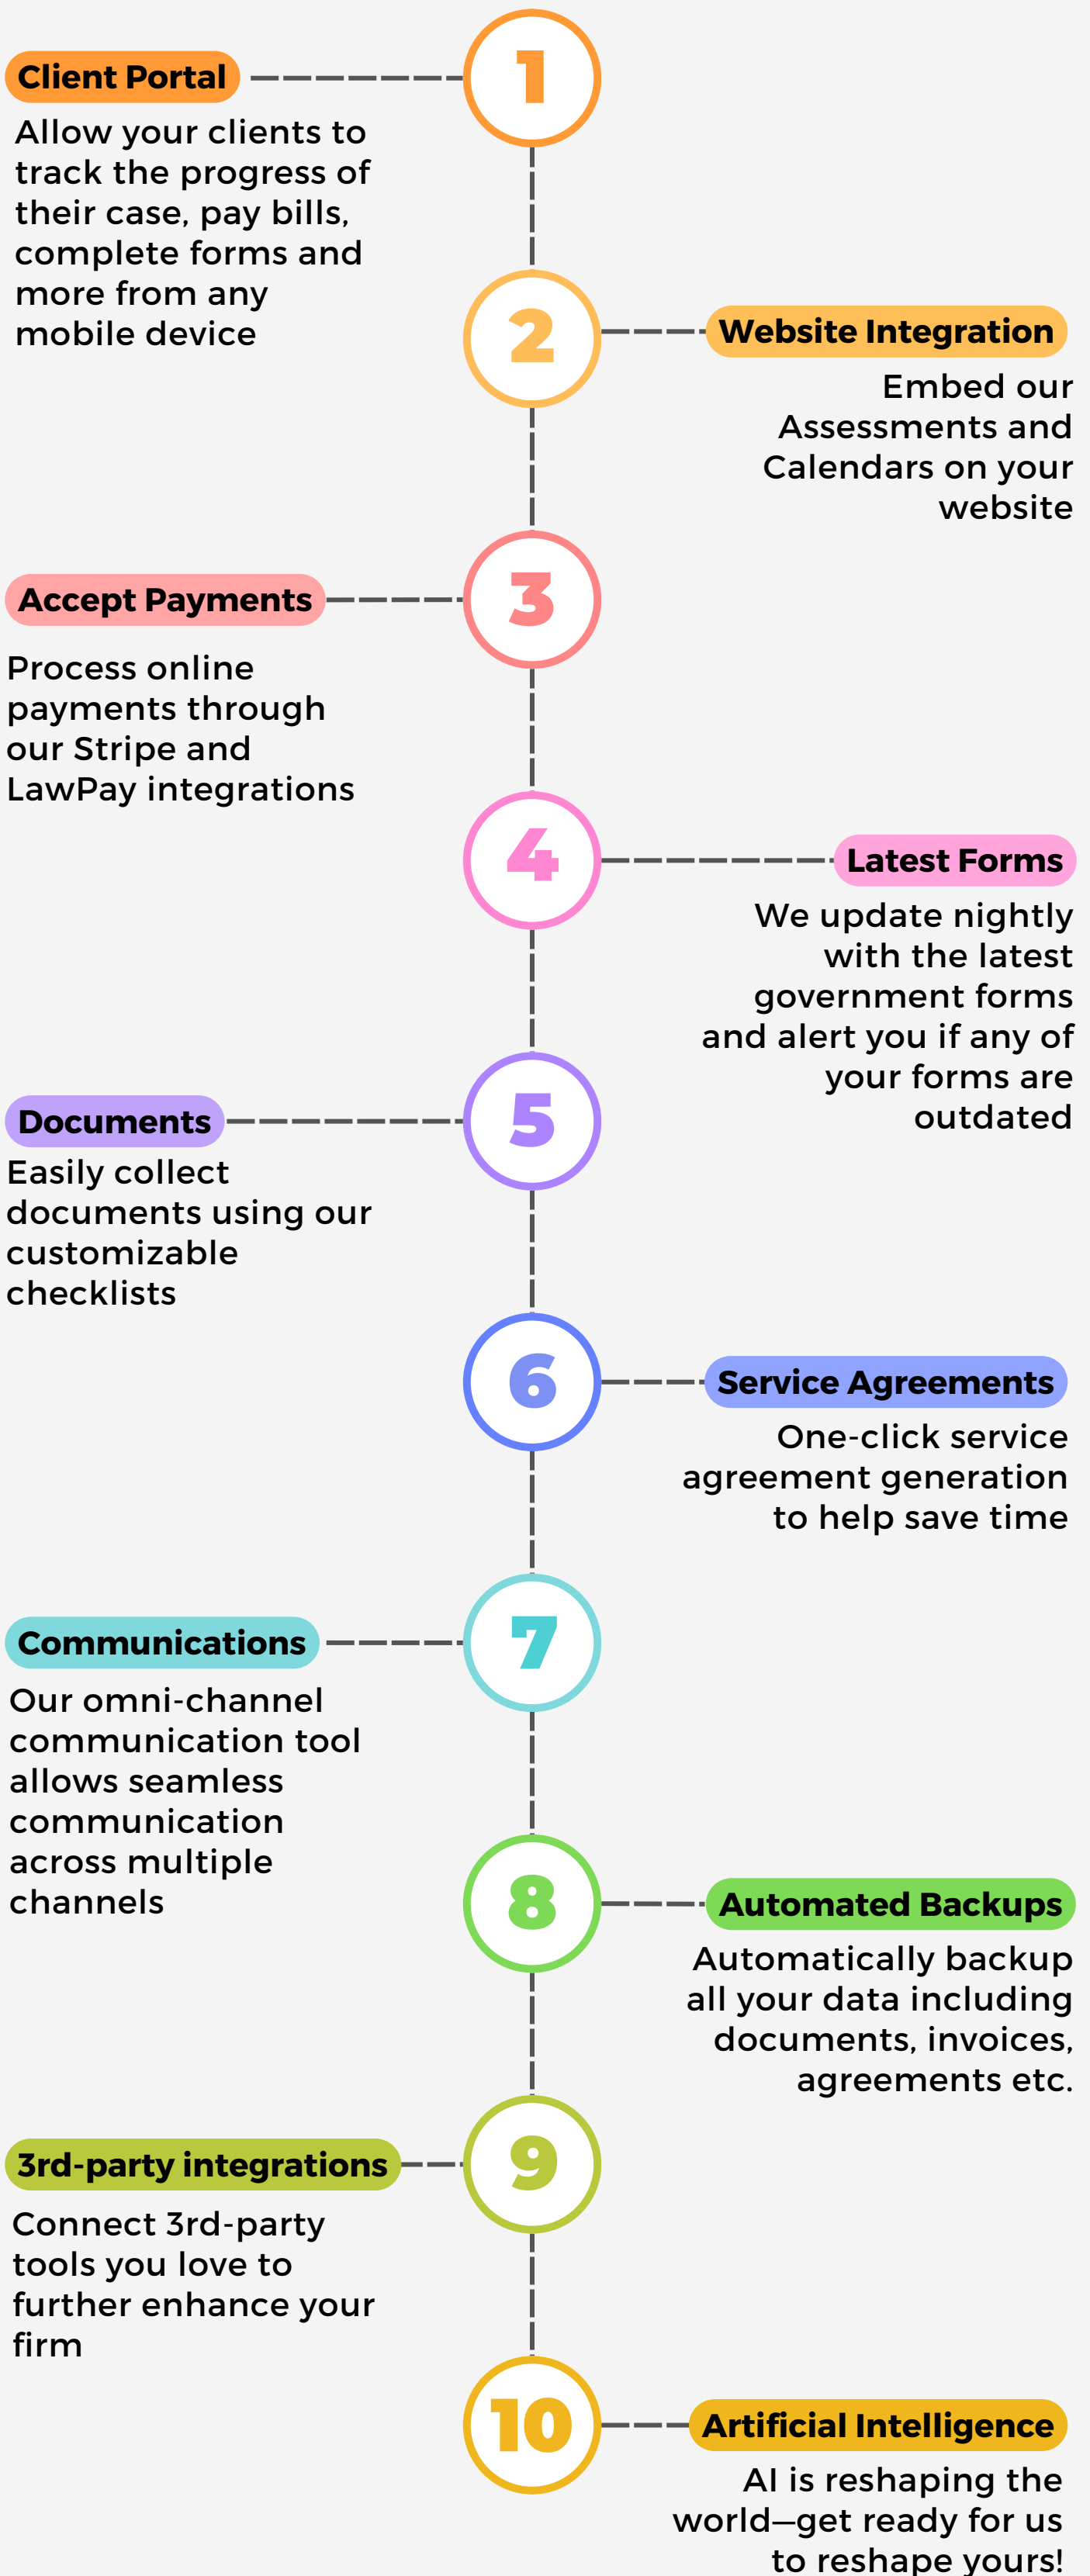 1
Client Portal
Allow your clients to
track the progress of
their case, pay bills,
complete forms and
more from any
mobile device
2
Website Integration
Embed our
Assessments and
Calendars on your
website
3
Accept Payments
Process online
payments through
our Stripe and
LawPay integrations
4
Latest Forms
We update nightly
with the latest
government forms
and alert you if any of
your forms are
outdated
5
Documents
Easily collect
documents using our
customizable
checklists
6
Service Agreements
One-click service
agreement generation
to help save time
7
Communications
Our omni-channel
communication tool
allows seamless
communication
across multiple
channels
8
Automated Backups
Automatically backup
all your data including
documents, invoices,
agreements etc.
9
3rd-party integrations
Connect 3rd-party
tools you love to
further enhance your
firm
10
Artificial Intelligence
AI is reshaping the
world—get ready for us
to reshape yours!